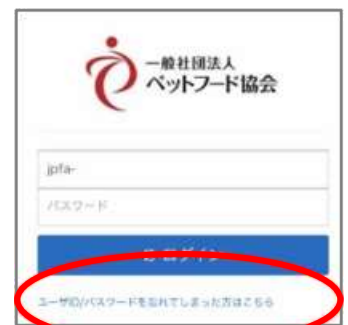 一般社団法人
ペットフード協会
jpfa-
パスワード
ログイン
ユーザID/パスワードを忘れてしまった方はこちら